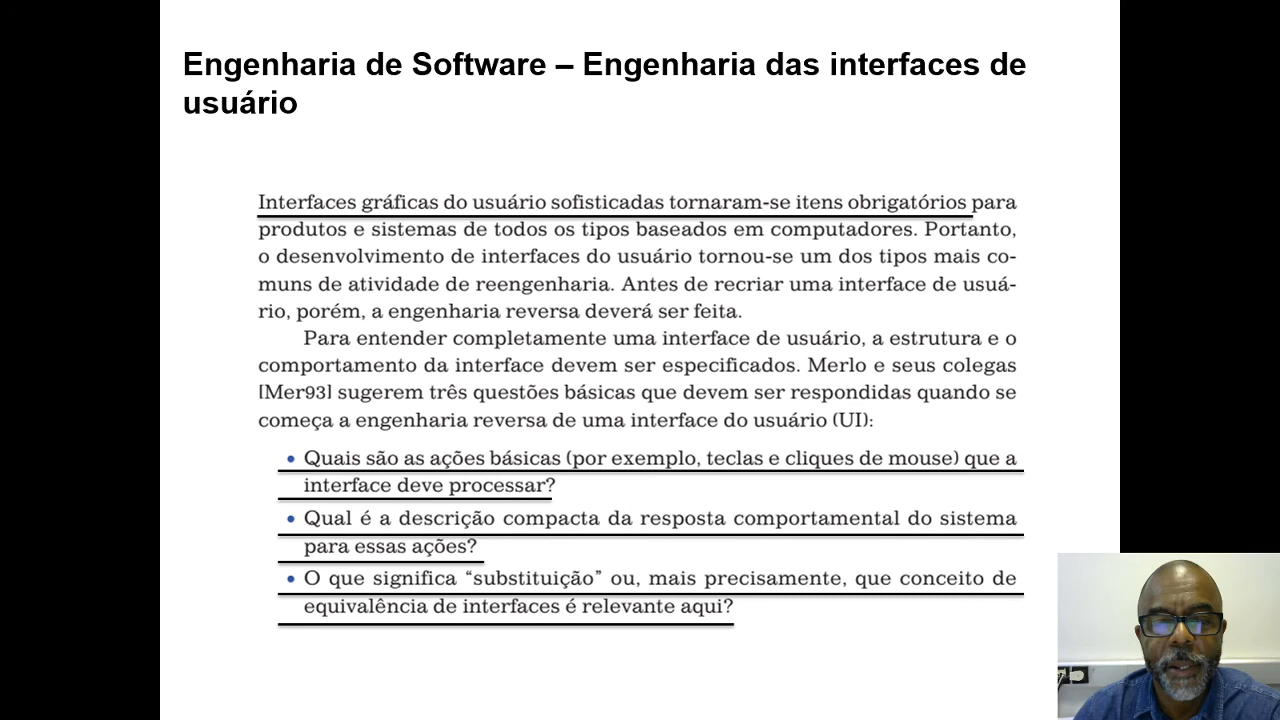 Engenharia de Software – Engenharia das interfaces de
usuário
Interfaces gráficas do usuário sofisticadas tornaram-se itens obrigatórios para
produtos e sistemas de todos os tipos baseados em computadores. Portanto,
o desenvolvimento de interfaces do usuário tornou-se um dos tipos mais co-
muns de atividade de reengenharia. Antes de recriar uma interface de usuá-
rio, porém, a engenharia reversa deverá ser feita.
Para entender completamente uma interface de usuário, a estrutura e o
comportamento da interface devem ser especificados. Merlo e seus colegas
[Mer93] sugerem três questões básicas que devem ser respondidas quando se
começa a engenharia reversa de uma interface do usuário (UI):
• Quais são as ações básicas (por exemplo, teclas e cliques de mouse) que a
interface deve processar?
• Qual é a descrição compacta da resposta comportamental do sistema
para essas ações?
• O que significa “substituição” ou, mais precisamente, que conceito de
equivalência de interfaces é relevante aqui?